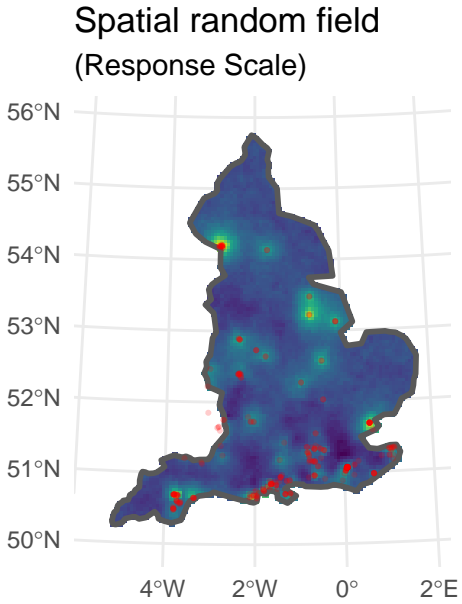 Spatial random field
(Response Scale)
56°N
55°N
54°N
53°N
52°N
51°N
50°N
4°W 2°W 0° 2°E